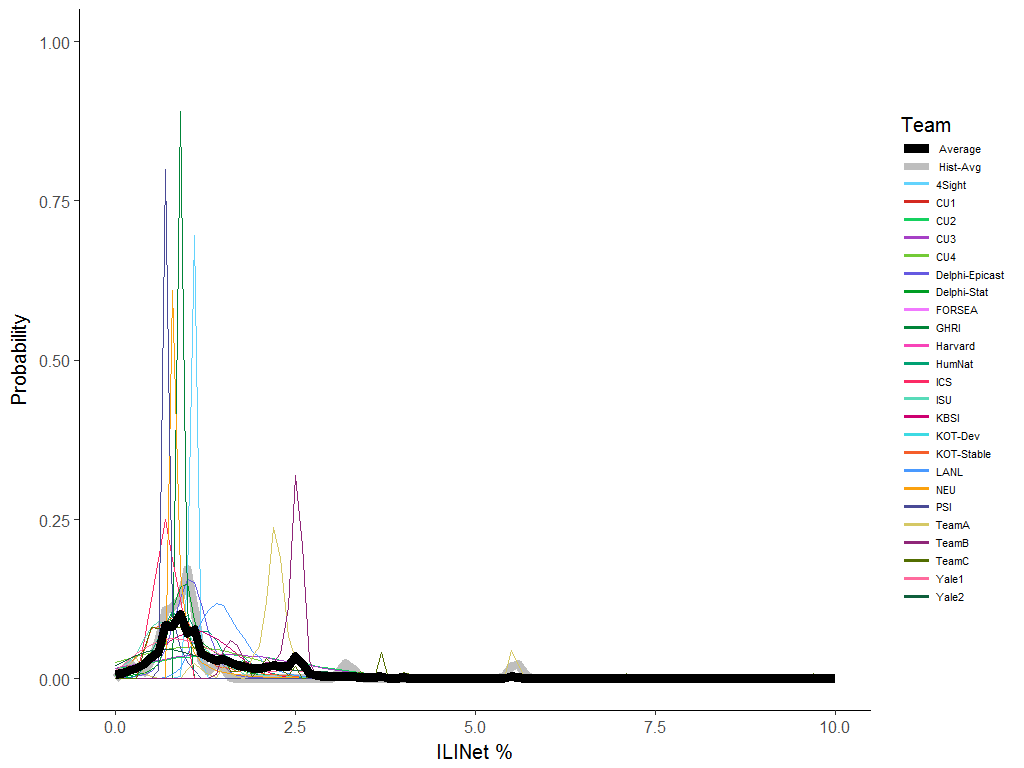 1.00
0.75
0.50
0.25
0.00
Probability
0.0
2.5
5.0
7.5
10.0
ILINet %
Team
Average
Hist-Avg
4Sight
CU1
CU2
CU3
CU4
Delphi-Epicast
Delphi-Stat
FORSEA
GHRI
Harvard
HumNat
ICS
ISU
KBSI
KOT-Dev
KOT-Stable
LANL
NEU
PSI
TeamA
TeamB
TeamC
Yale1
Yale2